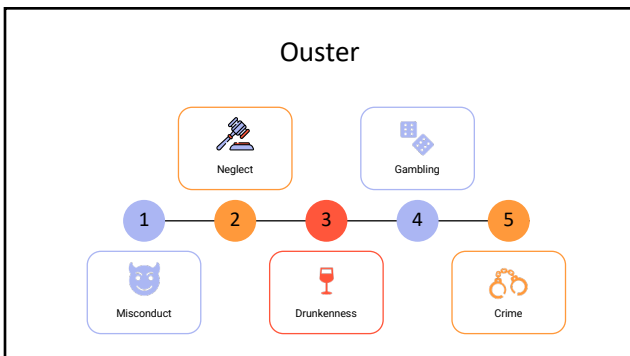 Ouster
Neglect
Gambling
1
2
3
4
5
Misconduct
Drunkenness
Crime